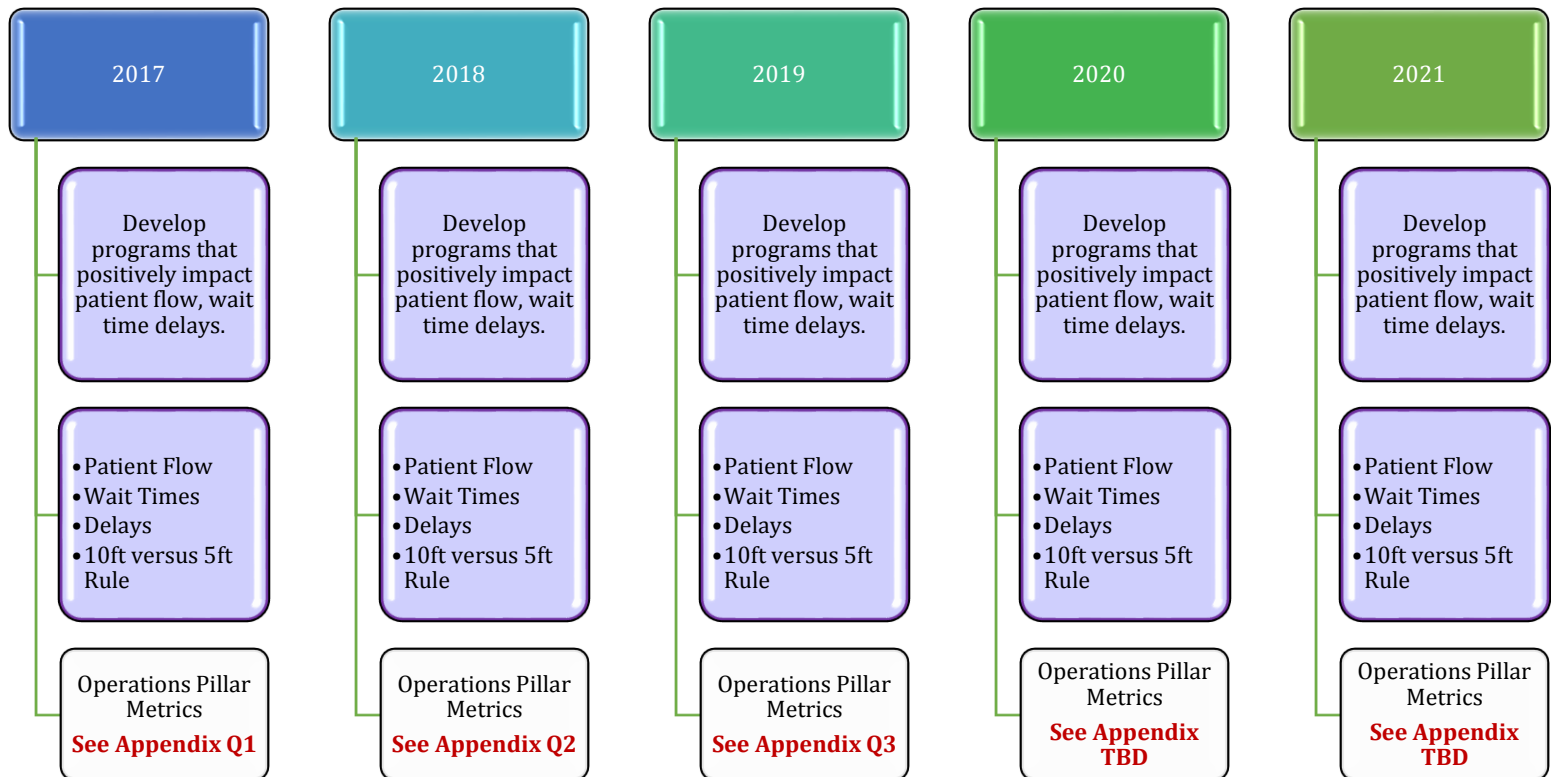 2017
Develop
programs that
positively impact
patient flow, wait
time delays.
•Patient Flow
•Wait Times
•Delays
•10ft versus 5ft
Rule
Operations Pillar
Metrics
See Appendix Q1
2018
Develop
programs that
positively impact
patient flow, wait
time delays.
•Patient Flow
•Wait Times
•Delays
•10ft versus 5ft
Rule
Operations Pillar
Metrics
See Appendix Q2
2019
Develop
programs that
positively impact
patient flow, wait
time delays.
•Patient Flow
•Wait Times
•Delays
•10ft versus 5ft
Rule
Operations Pillar
Metrics
See Appendix Q3
2020
Develop
programs that
positively impact
patient flow, wait
time delays.
•Patient Flow
•Wait Times
•Delays
•10ft versus 5ft
Rule
Operations Pillar
Metrics
See Appendix
TBD
2021
Develop
programs that
positively impact
patient flow, wait
time delays.
•Patient Flow
•Wait Times
•Delays
•10ft versus 5ft
Rule
Operations Pillar
Metrics
See Appendix
TBD